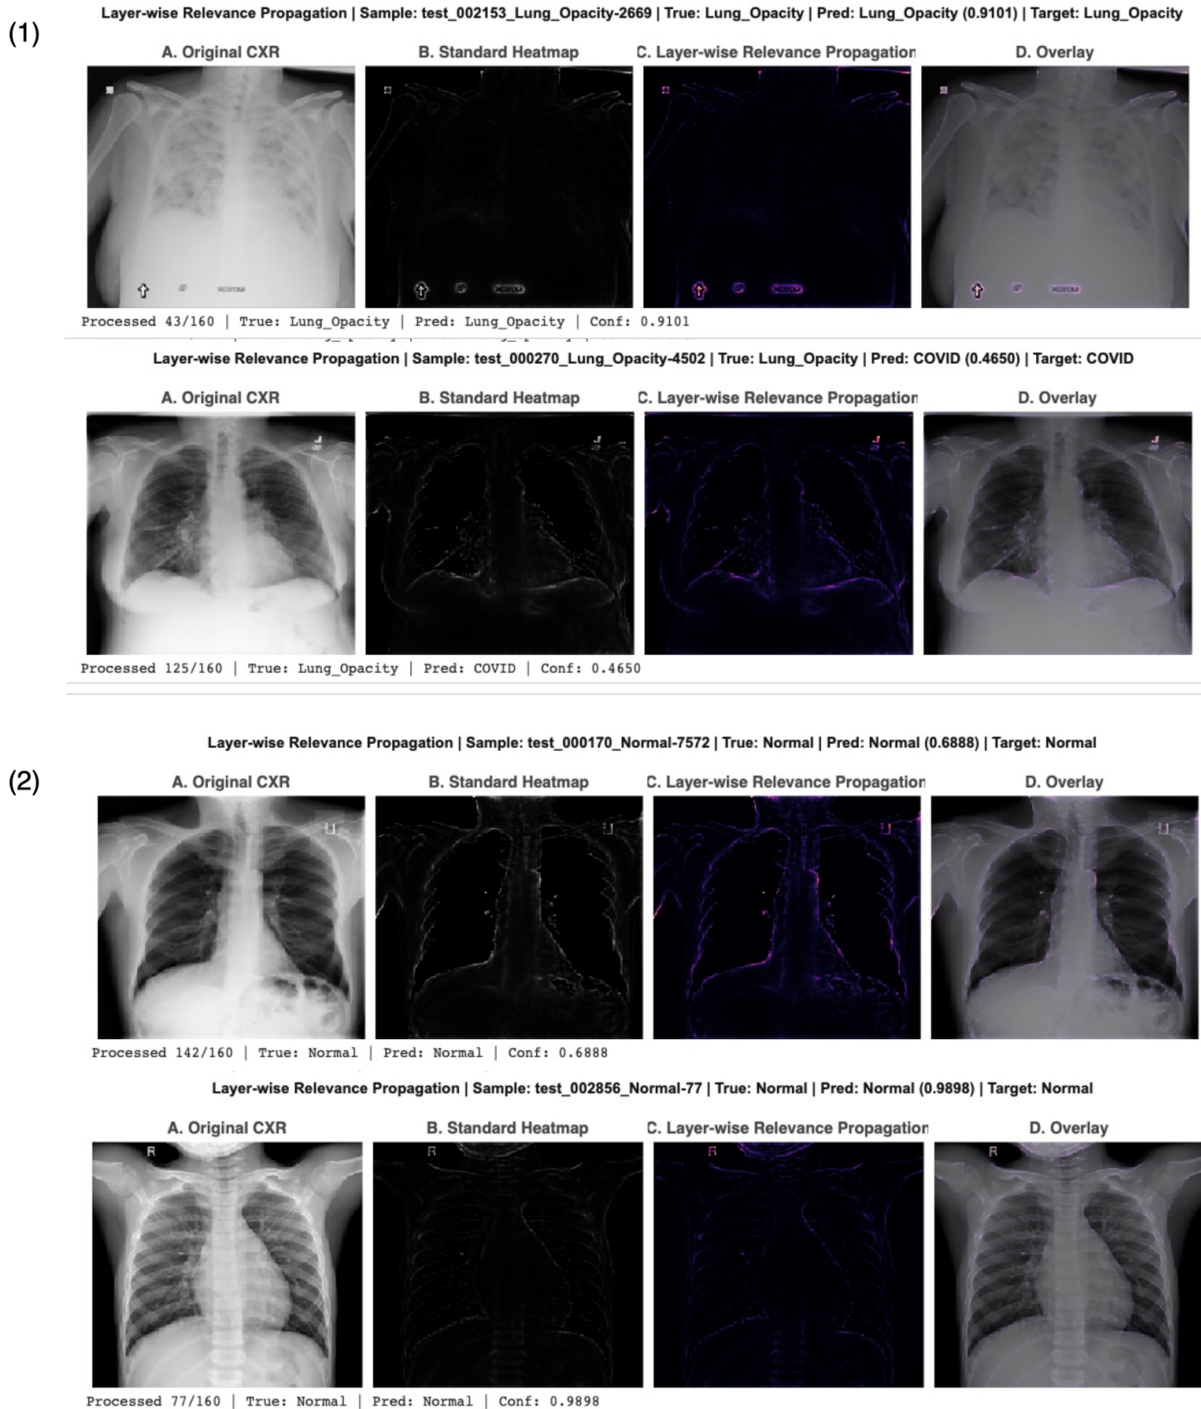 (1)
Layer-wise Relevance Propagation | Sample: test_002153_Lung_Opacity-2669 | True: Lung_Opacity | Pred: Lung_Opacity (0.9101) | Target: Lung_Opacity
A. Original CXR
B. Standard Heatmap
C. Layer-wise Relevance Propagation
D. Overlay
Processed 43/160 | True: Lung_Opacity | Pred: Lung_Opacity | Conf: 0.9101
Layer-wise Relevance Propagation | Sample: test_000270_Lung_Opacity-4502 | True: Lung_Opacity | Pred: COVID (0.4650) | Target: COVID
A. Original CXR
B. Standard Heatmap
C. Layer-wise Relevance Propagation
D. Overlay
Processed 125/160 | True: Lung_Opacity | Pred: COVID | Conf: 0.4650
(2)
Layer-wise Relevance Propagation | Sample: test_000170_Normal-7572 | True: Normal | Pred: Normal (0.6888) | Target: Normal
A. Original CXR
B. Standard Heatmap
C. Layer-wise Relevance Propagation
D. Overlay
Processed 142/160 | True: Normal | Pred: Normal | Conf: 0.6888
Layer-wise Relevance Propagation | Sample: test_002856_Normal-77 | True: Normal | Pred: Normal (0.9898) | Target: Normal
A. Original CXR
B. Standard Heatmap
C. Layer-wise Relevance Propagation
D. Overlay
R
R
R
R
Processed 77/160 | True: Normal | Pred: Normal | Conf: 0.9898